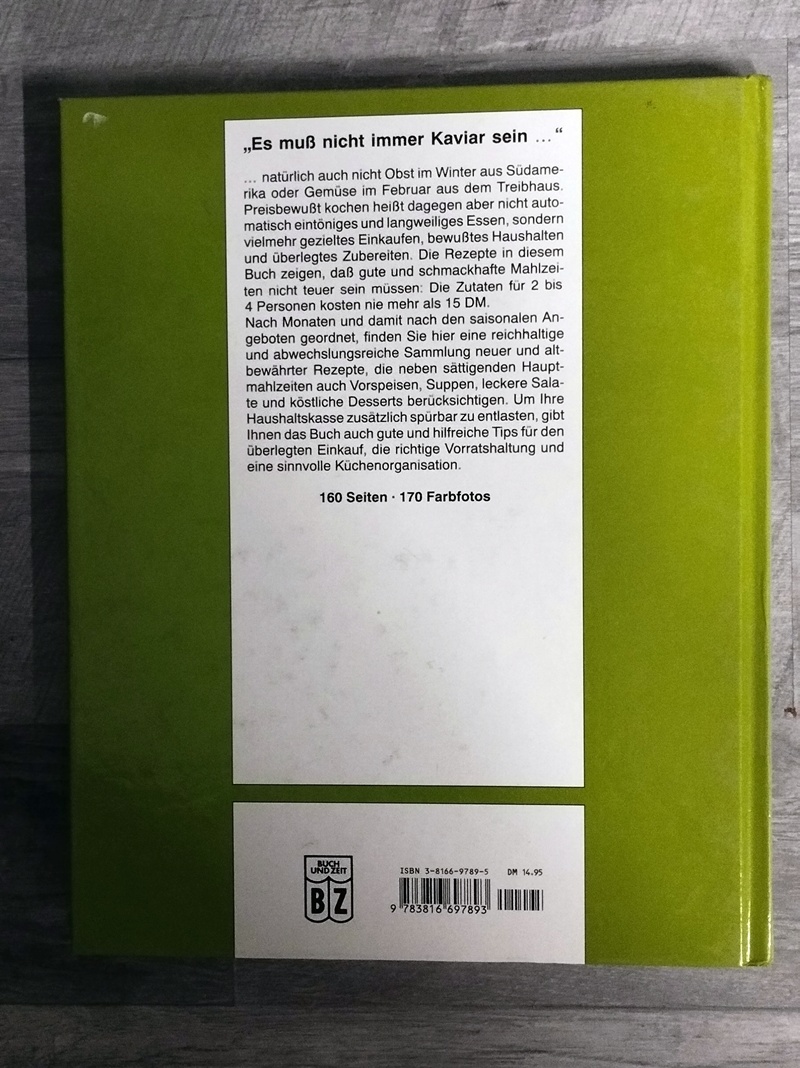 „Es muß nicht immer Kaviar sein ...“
... natürlich auch nicht Obst im Winter aus Südame-
rika oder Gemüse im Februar aus dem Treibhaus.
Preisbewußt kochen heißt dagegen aber nicht auto-
matisch eintöniges und langweiliges Essen, sondern
vielmehr gezieltes Einkaufen, bewußtes Haushalten
und überlegtes Zubereiten. Die Rezepte in diesem
Buch zeigen, daß gute und schmackhafte Mahlzei-
ten nicht teuer sein müssen: Die Zutaten für 2 bis
4 Personen kosten nie mehr als 15 DM.
Nach Monaten und damit nach den saisonalen An-
geboten geordnet, finden Sie hier eine reichhaltige
und abwechslungsreiche Sammlung neuer und alt-
bewährter Rezepte, die neben sättigenden Haupt-
mahlzeiten auch Vorspeisen, Suppen, leckere Sala-
te und köstliche Desserts berücksichtigen. Um Ihre
Haushaltskasse zusätzlich spürbar zu entlasten, gibt
Ihnen das Buch auch gute und hilfreiche Tips für den
überlegten Einkauf, die richtige Vorratshaltung und
eine sinnvolle Küchenorganisation.
160 Seiten · 170 Farbfotos
BUCH
UND ZEIT
BZ
ISBN 3-8166-9789-5 DM 14.95
9 783816 697893